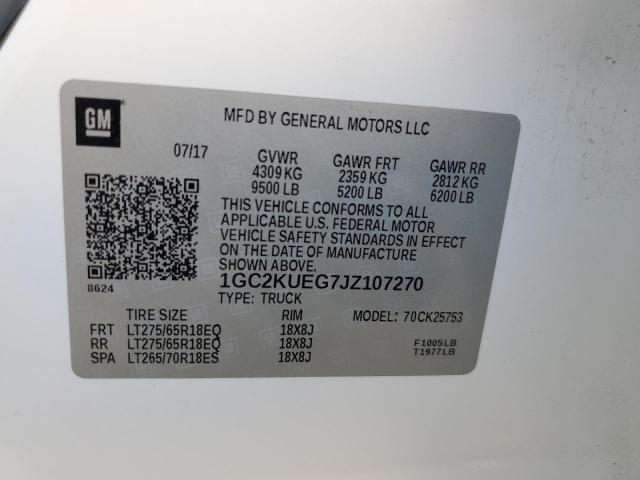 GM
MFD BY GENERAL MOTORS LLC
07/17 GVWR GAWR FRT GAWR RR
4309 KG 2359 KG 2812 KG
9500 LB 5200 LB 6200 LB
THIS VEHICLE CONFORMS TO ALL
APPLICABLE U.S. FEDERAL MOTOR
VEHICLE SAFETY STANDARDS IN EFFECT
ON THE DATE OF MANUFACTURE
SHOWN ABOVE.
8624 1GC2KUEG7JZ107270
TYPE: TRUCK
TIRE SIZE RIM MODEL: 70CK25753
FRT LT275/65R18EQ 18X8J
RR LT275/65R18EQ 18X8J F1005LB
SPA LT265/70R18ES 18X8J T1977LB